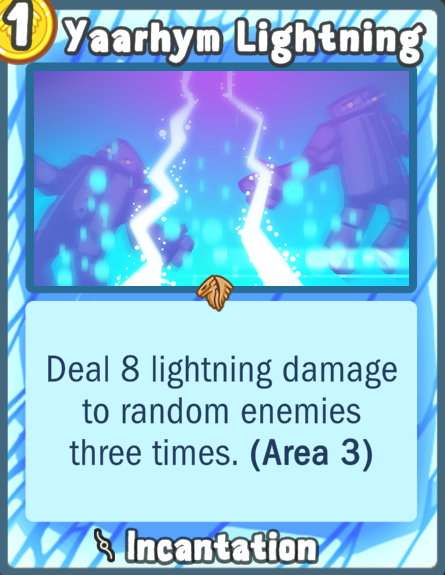 1
Yaarhym Lightning
Deal 8 lightning damage
to random enemies
three times. (Area 3)
Incantation